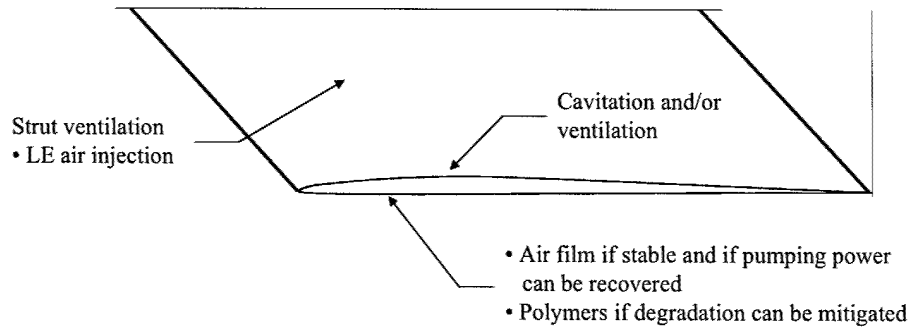 Strut ventilation
• LE air injection
Cavitation and/or
ventilation
• Air film if stable and if pumping power
can be recovered
• Polymers if degradation can be mitigated